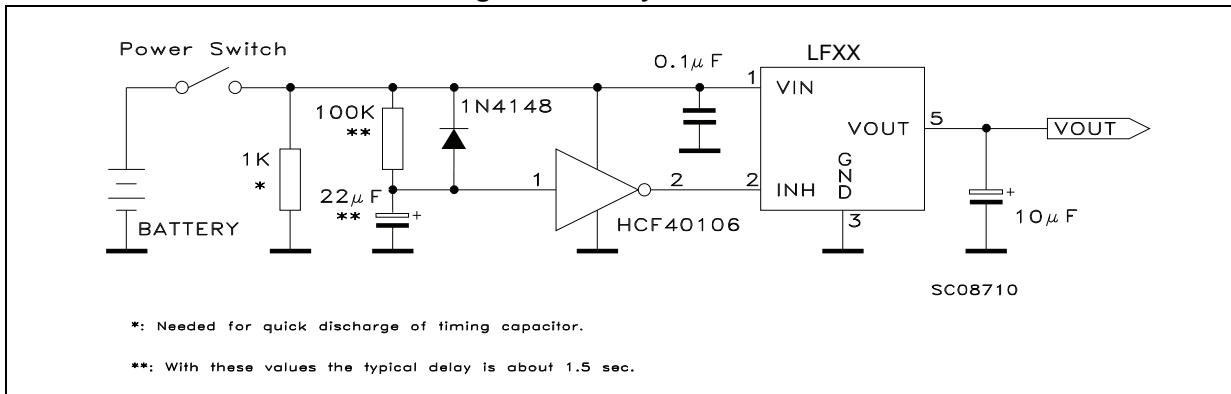 Power Switch
LFXX
0.1μF
1
VIN
100K
**
1N4148
VOUT
5
VOUT
1K
*
GND
1
2
2
INH
22μF
**
+
+
10μF
3
BATTERY
HCF40106
SC08710
*: Needed for quick discharge of timing capacitor.
**: With these values the typical delay is about 1.5 sec.